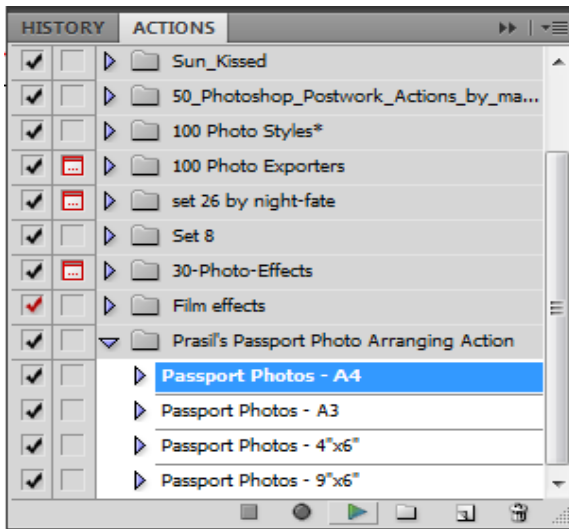 HISTORY ACTIONS
Sun_Kissed
50_Photoshop_Postwork_Actions_by_ma...
100 Photo Styles*
100 Photo Exporters
set 26 by night-fate
Set 8
30-Photo-Effects
Film effects
Prasil's Passport Photo Arranging Action
Passport Photos - A4
Passport Photos - A3
Passport Photos - 4"x6"
Passport Photos - 9"x6"